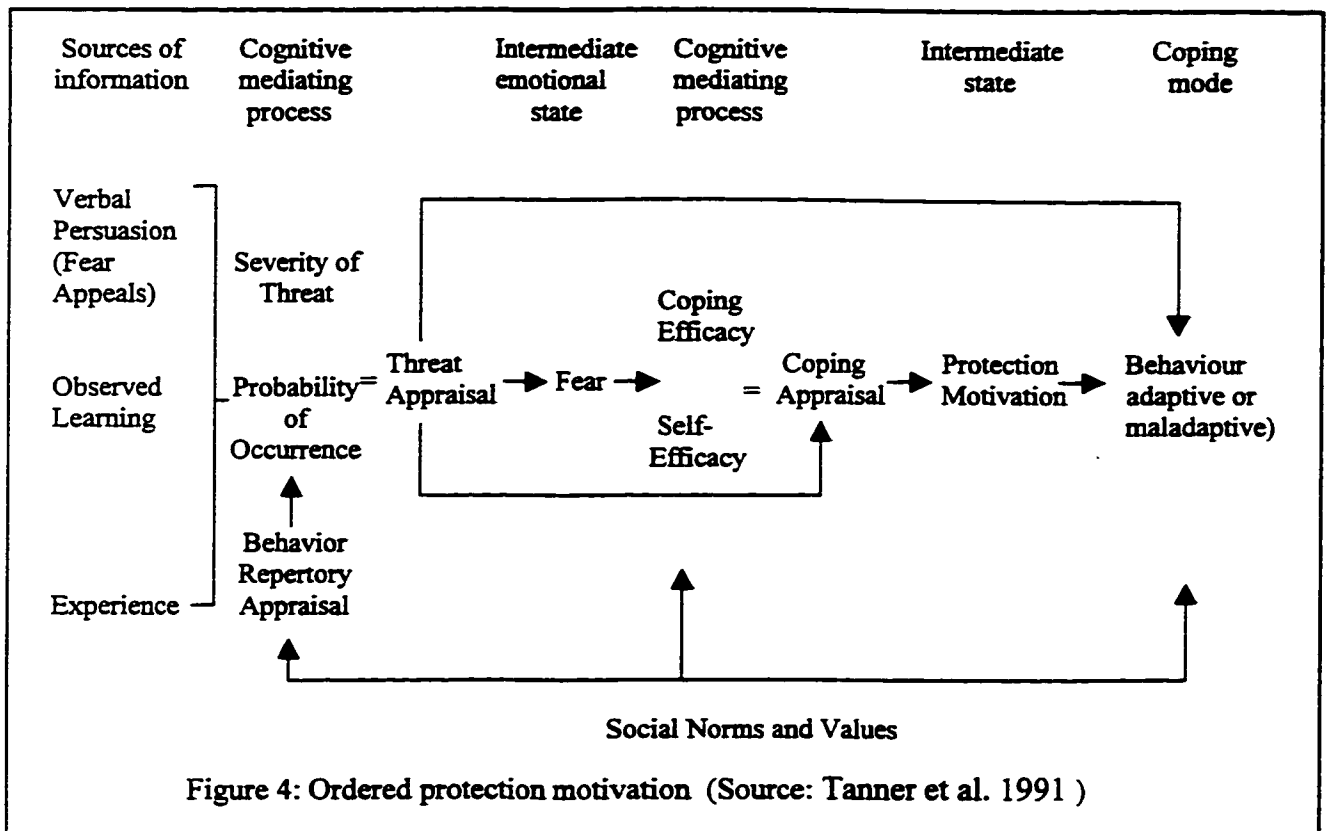 Sources of
information
Cognitive
mediating
process
Intermediate
emotional
state
Cognitive
mediating
process
Intermediate
state
Coping
mode
Verbal
Persuasion
(Fear
Appeals)
Observed
Learning
Experience
Severity of
Threat
Probability
of
Occurrence
Behavior
Repertory
Appraisal
=
Threat
Appraisal
Fear
Coping
Efficacy
Self-
Efficacy
=
Coping
Appraisal
Protection
Motivation
Behaviour
adaptive or
maladaptive)
Social Norms and Values
Figure 4: Ordered protection motivation (Source: Tanner et al. 1991 )